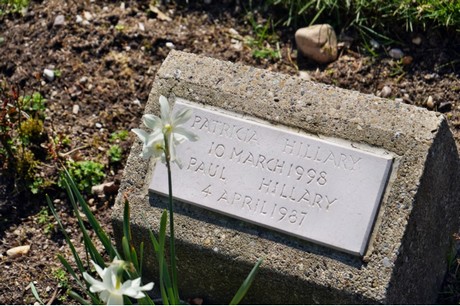 PATRICIA HILLARY
10 MARCH 1998
PAUL HILLARY
4 APRIL 1987